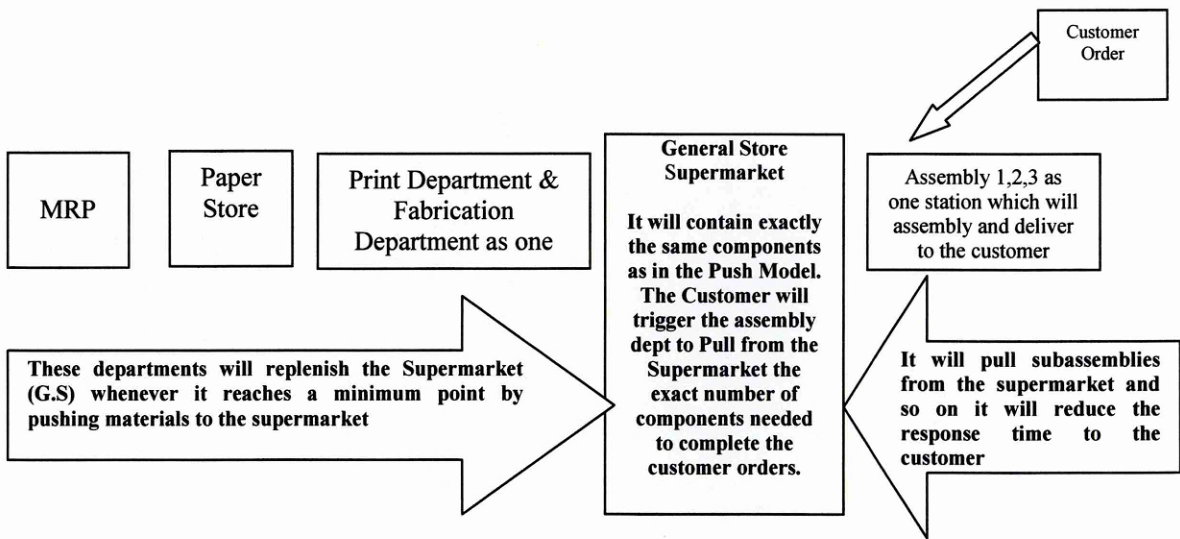 Customer
Order
MRP
Paper
Store
Print Department &
Fabrication
Department as one
General Store
Supermarket
It will contain exactly
the same components
as in the Push Model.
The Customer will
trigger the assembly
dept to Pull from the
Supermarket the
exact number of
components needed
to complete the
customer orders.
Assembly 1,2,3 as
one station which will
assembly and deliver
to the customer
These departments will replenish the Supermarket
(G.S) whenever it reaches a minimum point by
pushing materials to the supermarket
It will pull subassemblies
from the supermarket and
so on it will reduce the
response time to the
customer